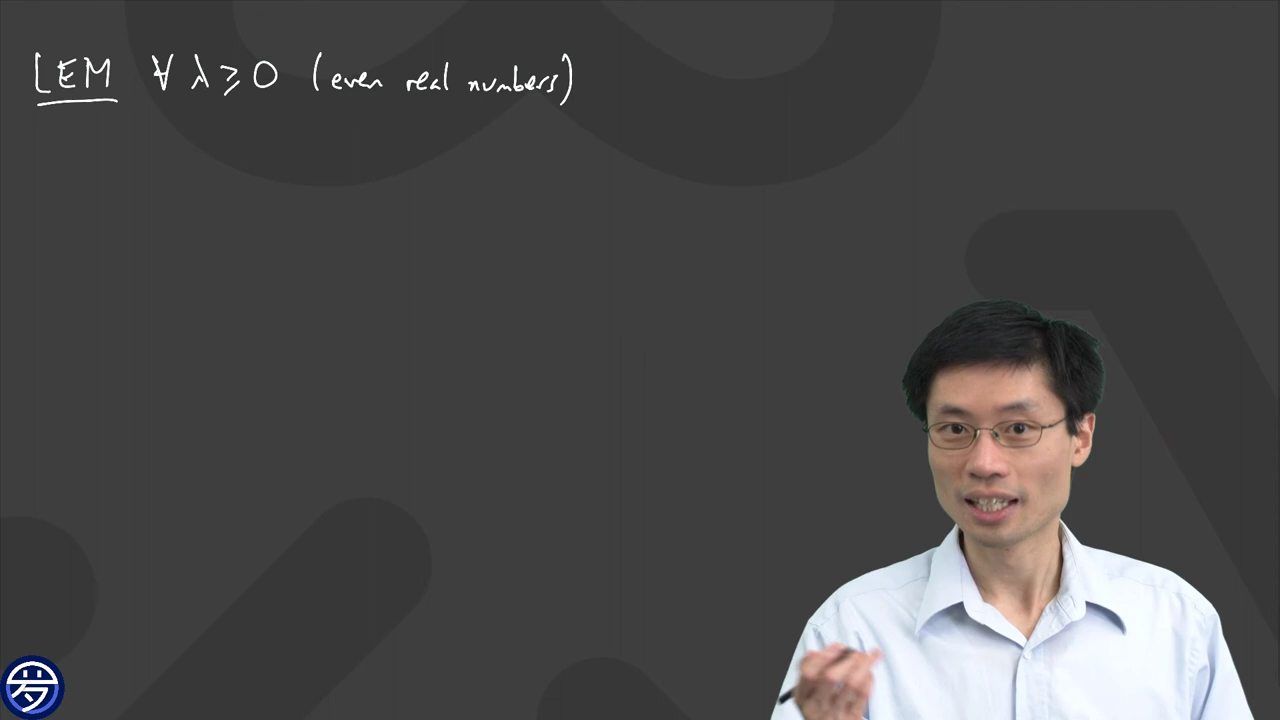 LEM ∀ λ ≥ 0 (even real numbers)